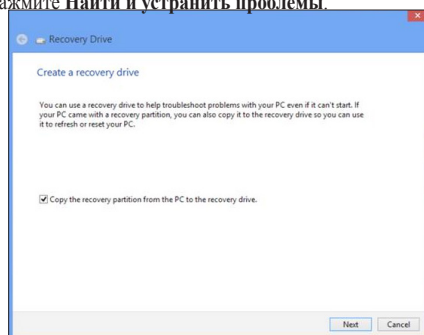 ажмите Найти и устранить проблемы.
Recovery Drive
Create a recovery drive
You can use a recovery drive to help troubleshoot problems with your PC even if it can't start. If
your PC came with a recovery partition, you can also copy it to the recovery drive so you can use
it to refresh or reset your PC.
Copy the recovery partition from the PC to the recovery drive.
Next Cancel